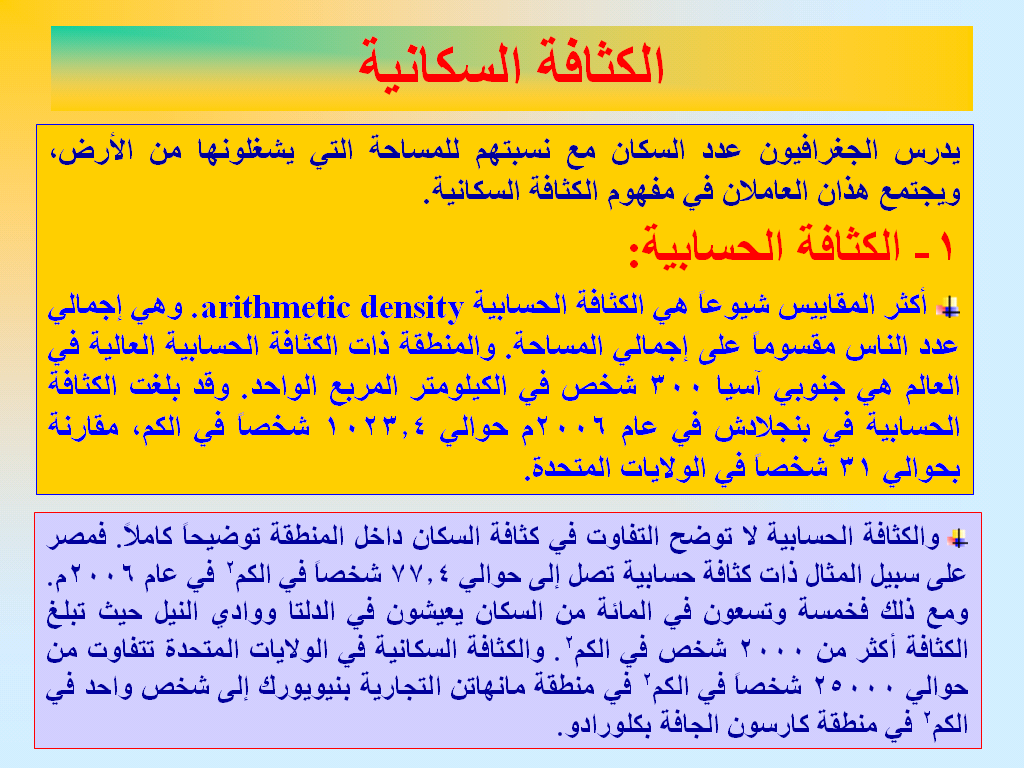 الكثافة السكانية
يدرس الجغرافيون عدد السكان مع نسبتهم للمساحة التي يشغلونها من الأرض،
ويجتمع هذان العاملان في مفهوم الكثافة السكانية.
١- الكثافة الحسابية:
أكثر المقاييس شيوعاً هي الكثافة الحسابية arithmetic density. وهي إجمالي
عدد الناس مقسوماً على إجمالي المساحة. والمنطقة ذات الكثافة الحسابية العالية في
العالم هي جنوبي آسيا ٣٠٠ شخص في الكيلومتر المربع الواحد. وقد بلغت الكثافة
الحسابية في بنجلادش في عام ٢٠٠٦م حوالي ١٠٢٣,٤ شخصاً في الكم، مقارنة
بحوالي ٣١ شخصاً في الولايات المتحدة.
والكثافة الحسابية لا توضح التفاوت في كثافة السكان داخل المنطقة توضيحاً كاملاً. فمصر
على سبيل المثال ذات كثافة حسابية تصل إلى حوالي ٧٧,٤ شخصاً في الكم٢ في عام ٢٠٠٦م.
ومع ذلك فخمسة وتسعون في المائة من السكان يعيشون في الدلتا ووادي النيل حيث تبلغ
الكثافة أكثر من ٢٠٠٠ شخص في الكم٢. والكثافة السكانية في الولايات المتحدة تتفاوت من
حوالي ٢٥٠٠٠ شخصاً في الكم٢ في منطقة مانهاتن التجارية بنيويورك إلى شخص واحد في
الكم٢ في منطقة كارسون الجافة بكلورادو.